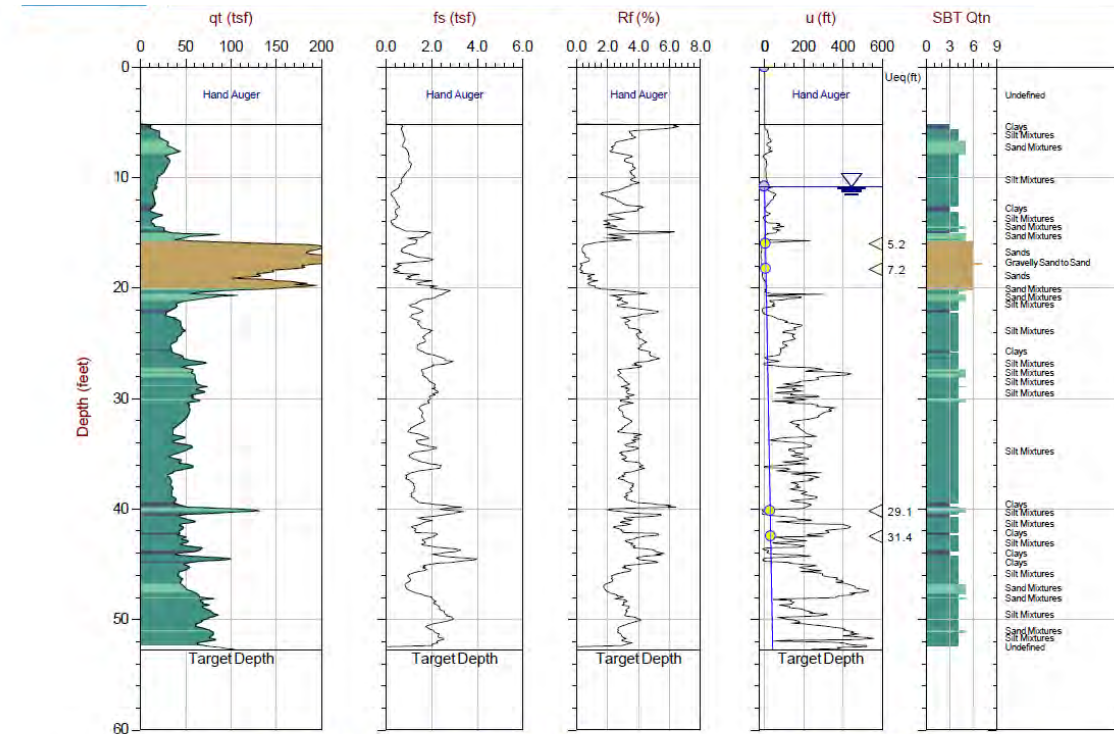 qt (tsf) fs (tsf) Rf (%) u (ft) SBT Qtn
0 50 100 150 200 0.0 2.0 4.0 6.0 0.0 2.0 4.0 6.0 8.0 0 200 400 600 0 3 6 9
0
Ueq(ft)
Hand Auger Hand Auger Hand Auger Hand Auger Undefined
Clays
Silt Mixtures
Sand Mixtures
10 Silt Mixtures
Clays
Silt Mixtures
Sand Mixtures
Sand Mixtures
5.2
Sands
Gravelly Sand to Sand
7.2
Sands
20 Sand Mixtures
Sand Mixtures
Silt Mixtures
Silt Mixtures
Clays
Silt Mixtures
Silt Mixtures
Silt Mixtures
30 Silt Mixtures
Depth (feet)
Silt Mixtures
Clays
40 29.1 Silt Mixtures
Silt Mixtures
31.4 Clays
Silt Mixtures
Clays
Clays
Silt Mixtures
Sand Mixtures
Sand Mixtures
50 Silt Mixtures
Sand Mixtures
Silt Mixtures
Undefined
Target Depth Target Depth Target Depth Target Depth
60